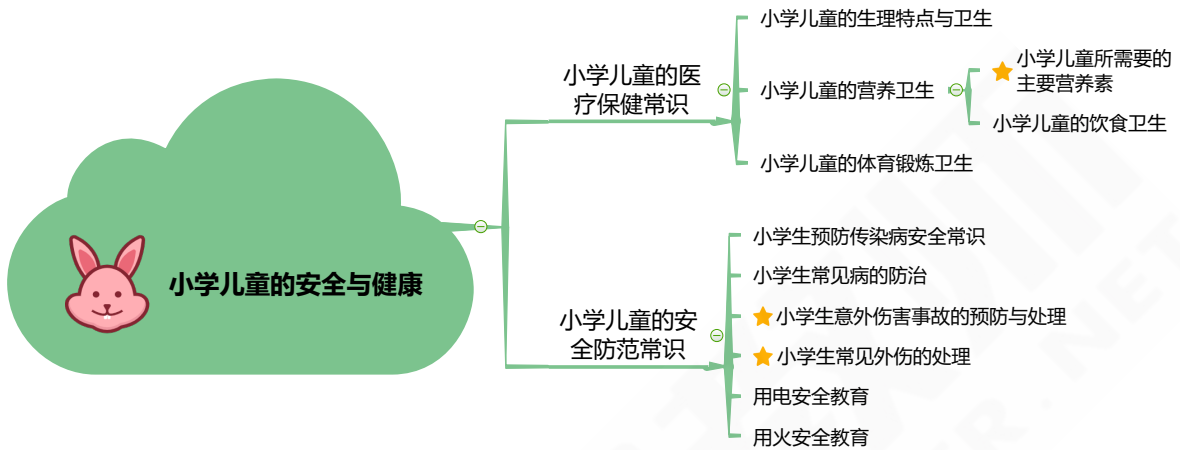 小学儿童的安全与健康
小学儿童的医
疗保健常识
小学儿童的生理特点与卫生
小学儿童的营养卫生
小学儿童所需要的
主要营养素
小学儿童的饮食卫生
小学儿童的体育锻炼卫生
小学儿童的安
全防范常识
小学生预防传染病安全常识
小学生常见病的防治
小学生意外伤害事故的预防与处理
小学生常见外伤的处理
用电安全教育
用火安全教育